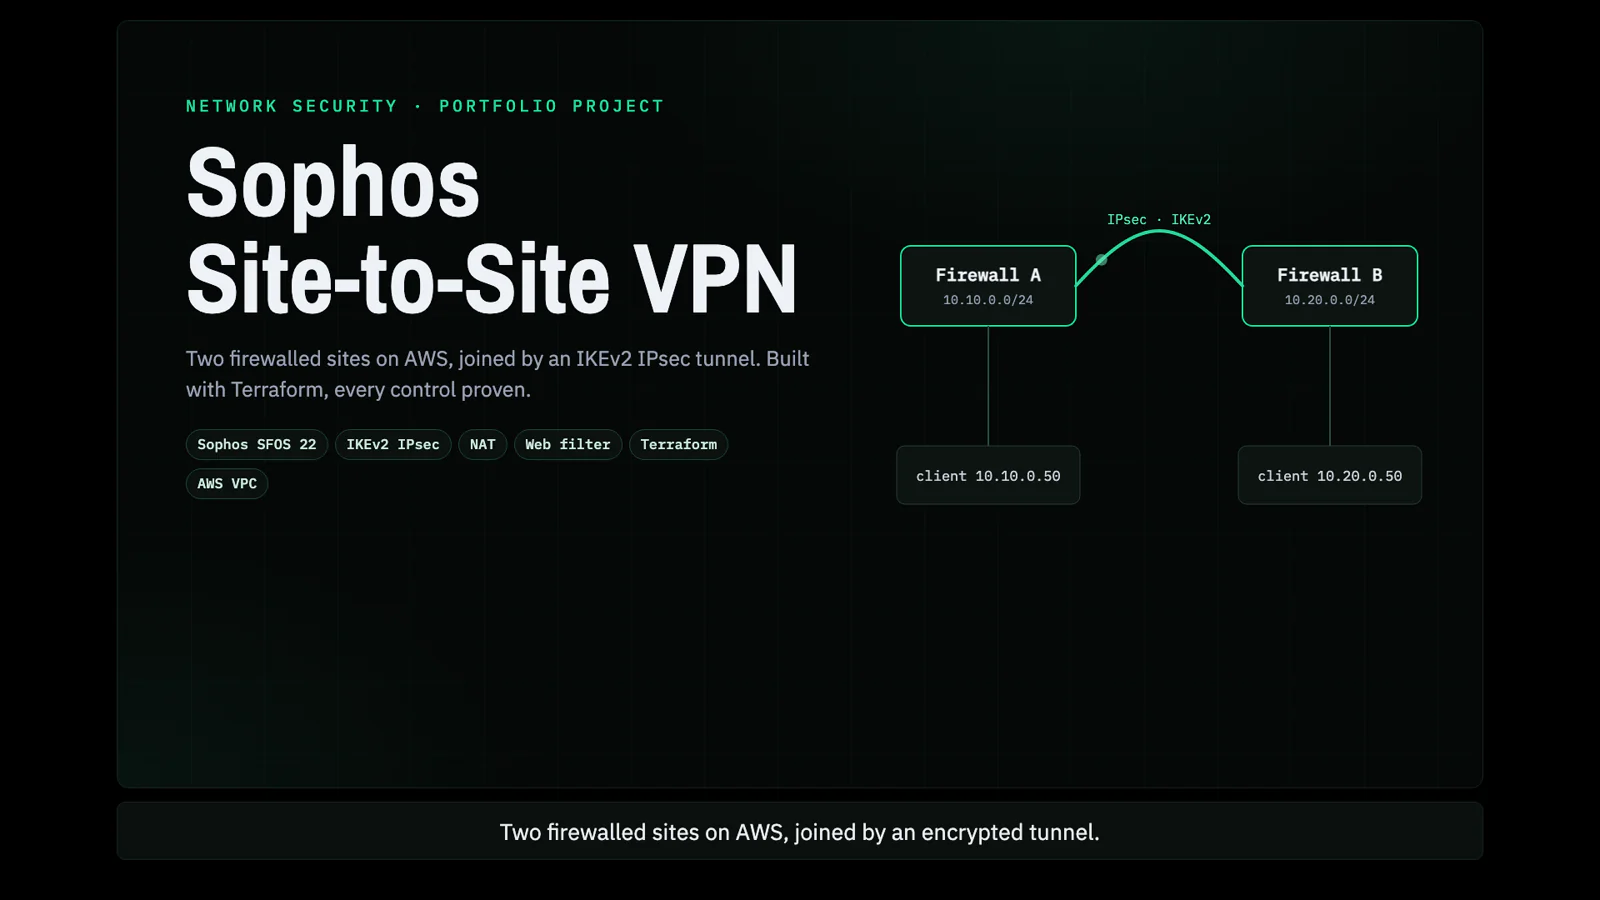 NETWORK SECURITY · PORTFOLIO PROJECT
Sophos
Site-to-Site VPN
Two firewalled sites on AWS, joined by an IKEv2 IPsec tunnel. Built
with Terraform, every control proven.
Sophos SFOS 22
IKEv2 IPsec
NAT
Web filter
Terraform
AWS VPC
IPsec · IKEv2
Firewall A
10.10.0.0/24
Firewall B
10.20.0.0/24
client 10.10.0.50
client 10.20.0.50
Two firewalled sites on AWS, joined by an encrypted tunnel.